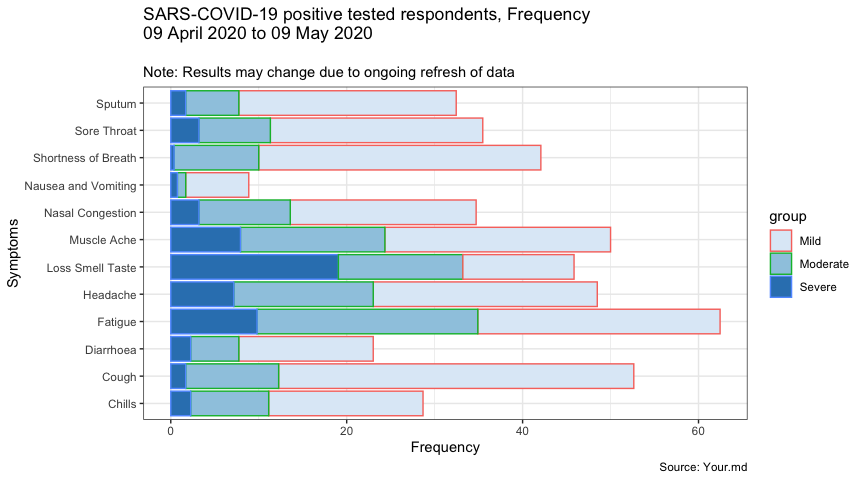 SARS-COVID-19 positive tested respondents, Frequency
09 April 2020 to 09 May 2020
Note: Results may change due to ongoing refresh of data
Symptoms
Sputum
Sore Throat
Shortness of Breath
Nausea and Vomiting
Nasal Congestion
Muscle Ache
Loss Smell Taste
Headache
Fatigue
Diarrhoea
Cough
Chills
0 20 40 60
Frequency
group
Mild
Moderate
Severe
Source: Your.md